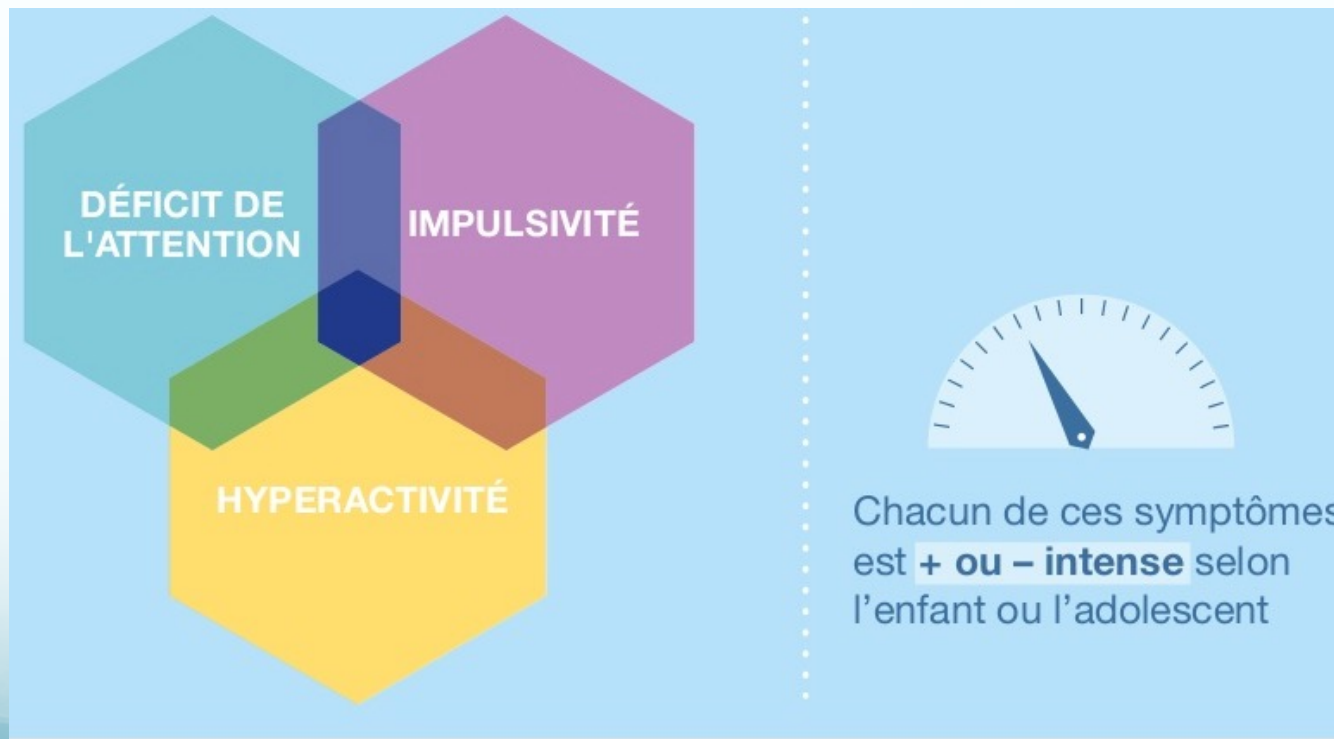 DÉFICIT DE
L'ATTENTION
IMPULSIVITÉ
HYPERACTIVITÉ
Chacun de ces symptômes
est + ou – intense selon
l’enfant ou l’adolescent